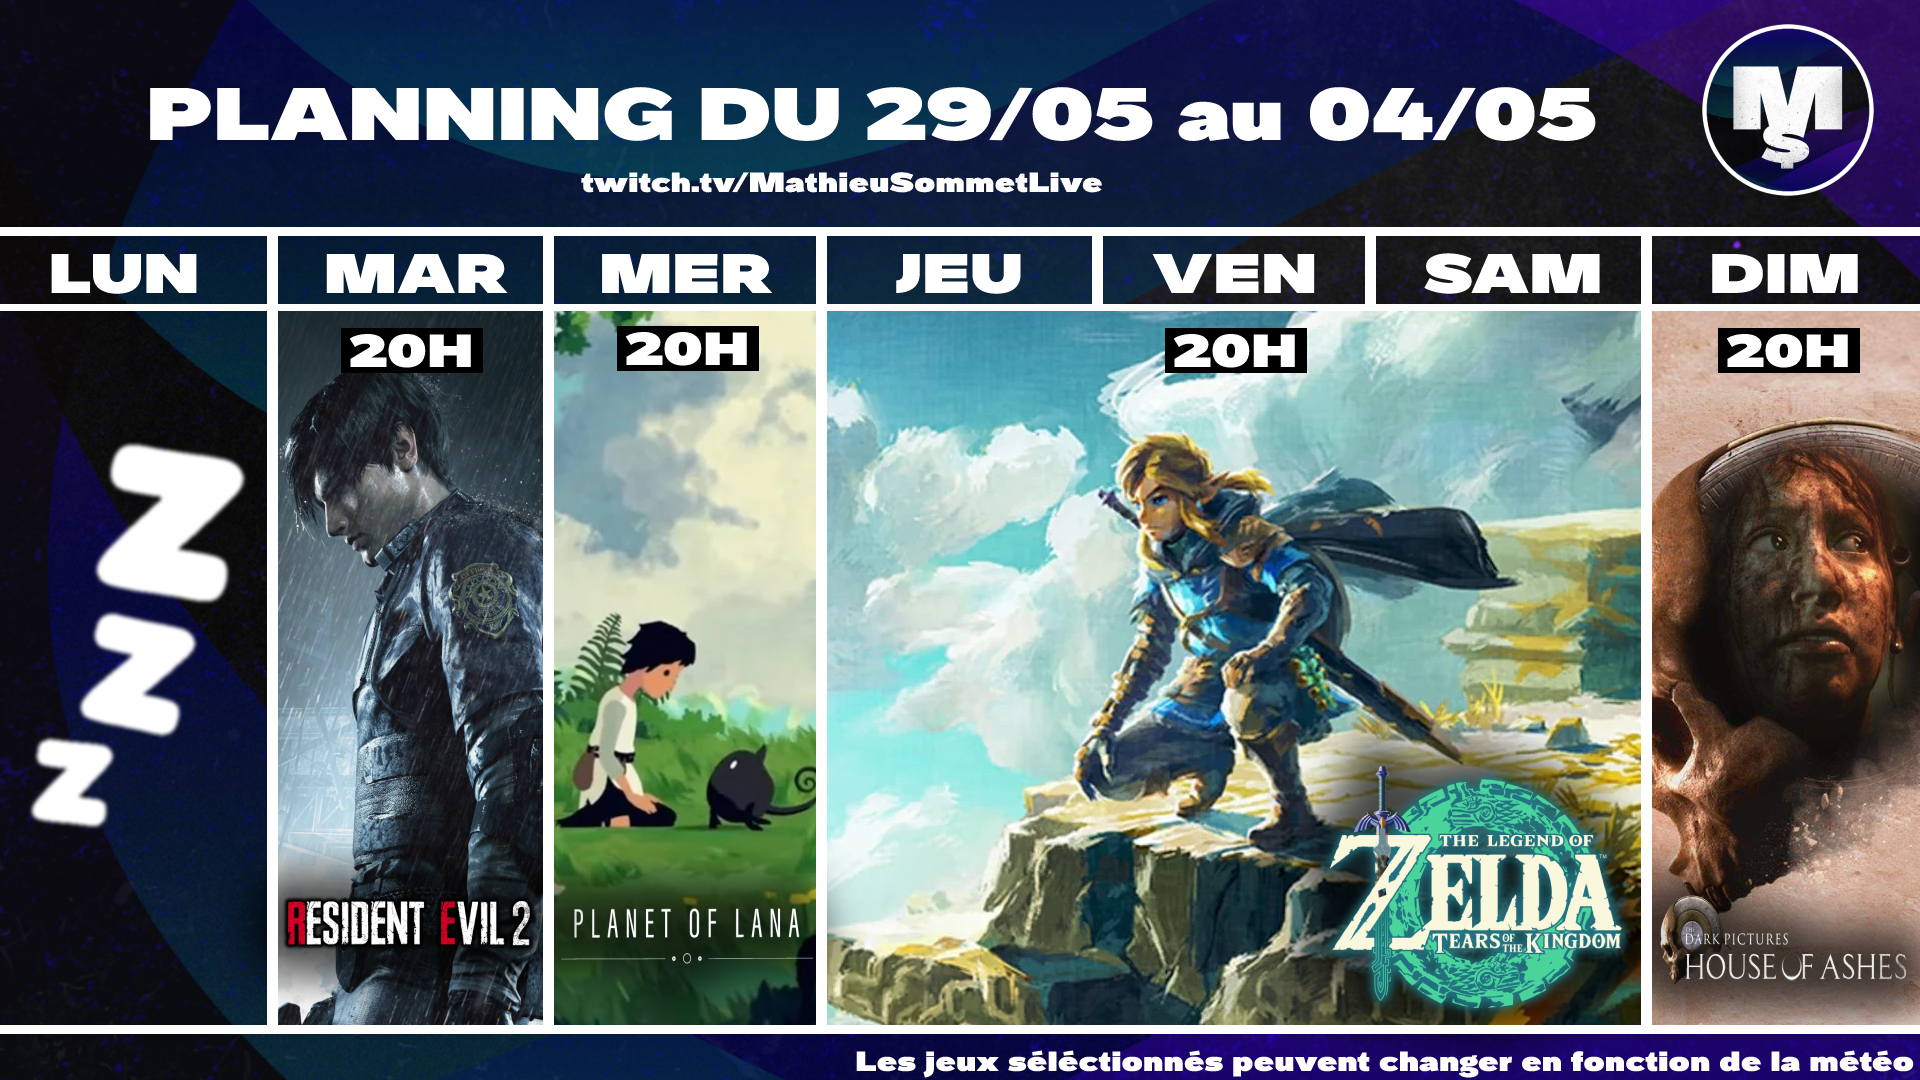 PLANNING DU 29/05 au 04/05
twitch.tv/MathieuSommetLive
MS
LUN
MAR
MER
JEU
VEN
SAM
DIM
20H
20H
20H
20H
Z
Z
Z
RESIDENT EVIL 2
PLANET OF LANA
THE LEGEND OF
ZELDA
TEARS OF THE KINGDOM
THE
DARK PICTURES
HOUSE OF ASHES
Les jeux séléctionnés peuvent changer en fonction de la météo